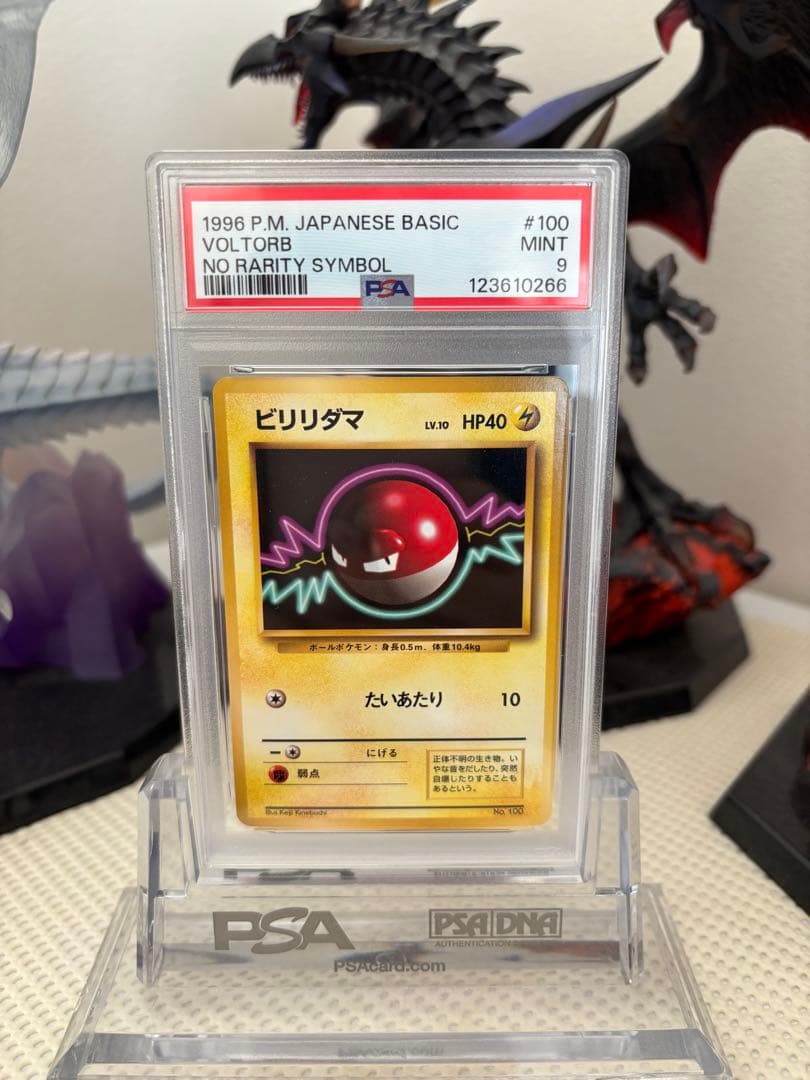 1996 P.M. JAPANESE BASIC #100
VOLTORB MINT
NO RARITY SYMBOL 9
PSA 123610266
ビリリダマ LV.10 HP40
ボールポケモン：身長0.5m. 体重10.4kg
たいあたり 10
にげる
弱点
正体不明の生き物。い
やな音をだしたり、突然
自爆したりすることも
あるという。
Illus. Keiji Kinebuchi No. 100
PSA PSA DNA
AUTHENTICATION
PSAcard.com